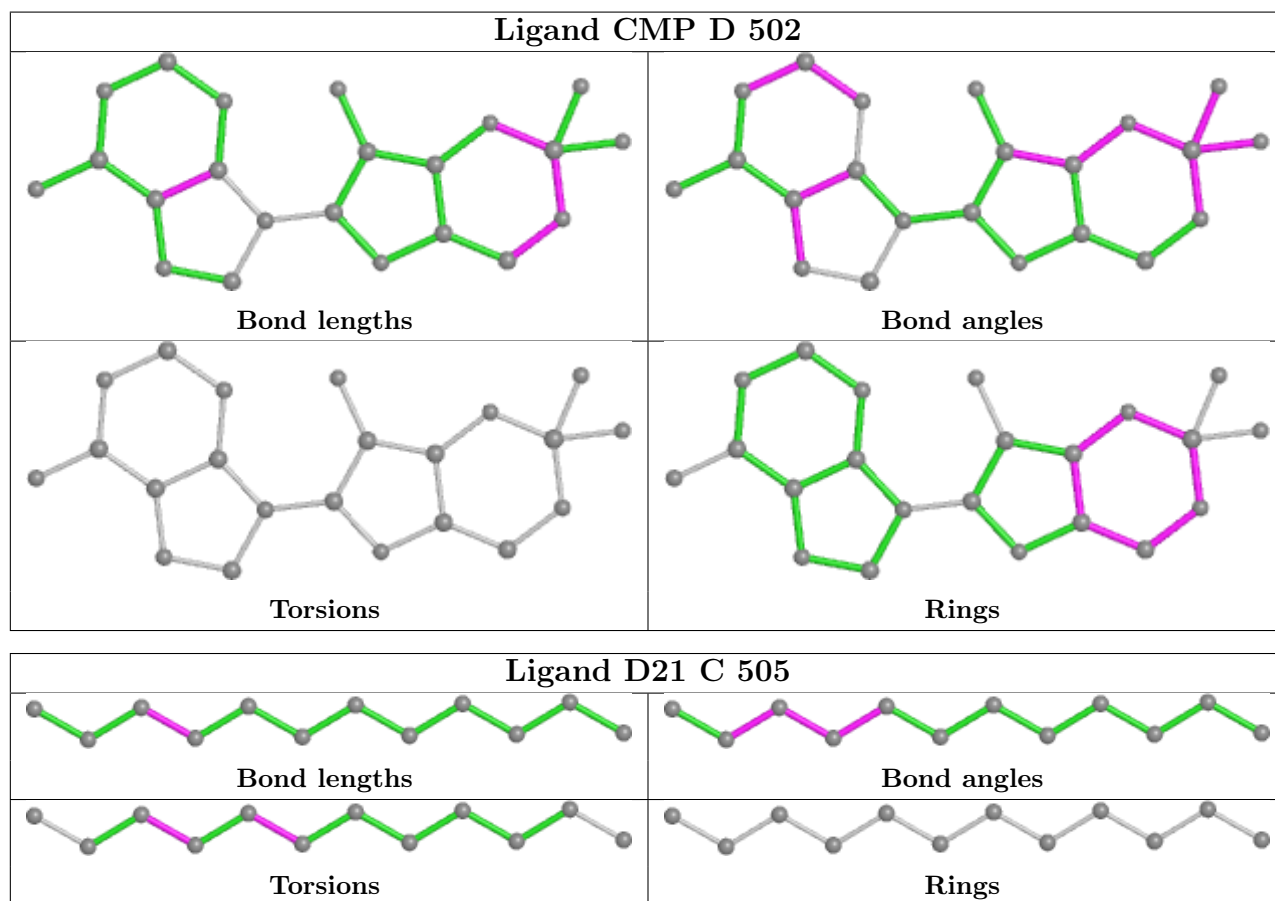 Ligand CMP D 502
Bond lengths
Bond angles
Torsions
Rings
Ligand D21 C 505
Bond lengths
Bond angles
Torsions
Rings